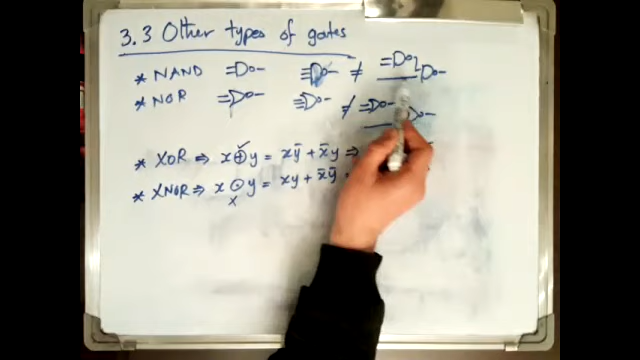 3.3 Other types of gates
* NAND ≠
* NOR ≠
* XOR ⇒ x⊕y = xȳ + x̄y ⇒
* XNOR ⇒ x⊙y = xy + x̄ȳ =
x